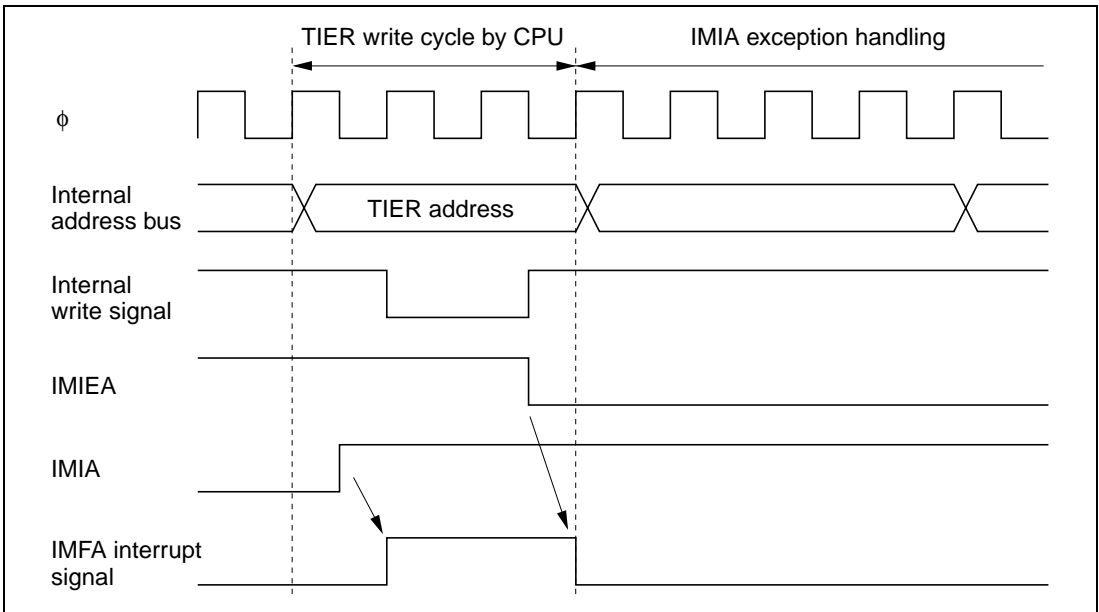 TIER write cycle by CPU IMIA exception handling
ϕ
Internal
address bus
TIER address
Internal
write signal
IMIEA
IMIA
IMFA interrupt
signal